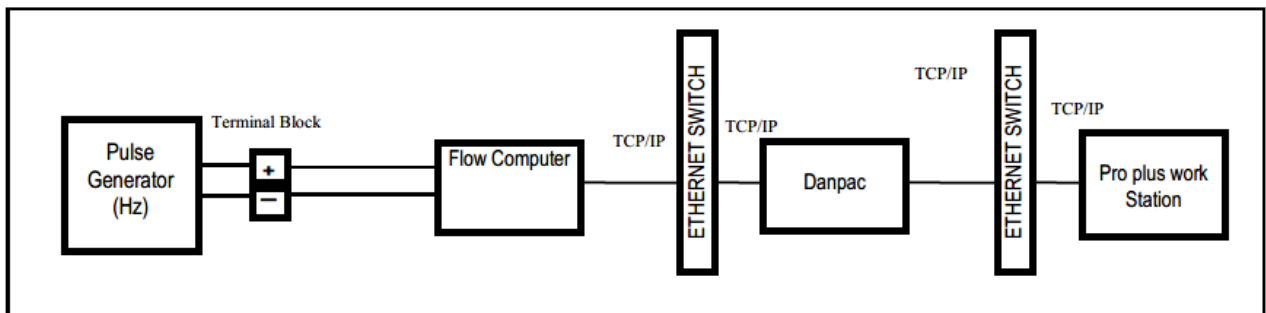 Pulse
Generator
(Hz)
Terminal Block
+
−
Flow Computer
TCP/IP
ETHERNET SWITCH
TCP/IP
Danpac
TCP/IP
ETHERNET SWITCH
TCP/IP
Pro plus work
Station